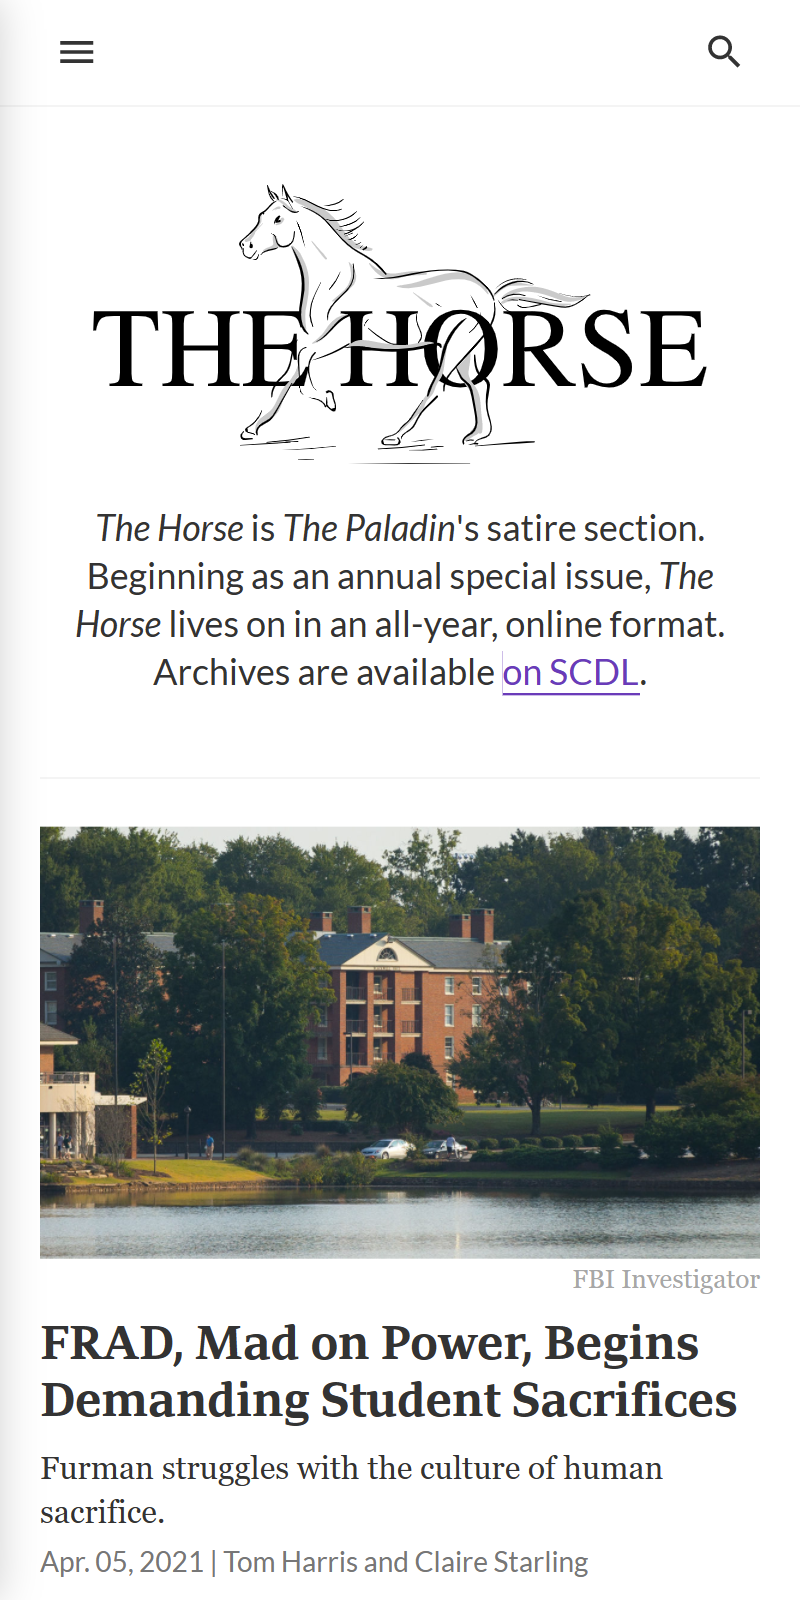 THE HORSE
The Horse is The Paladin's satire section.
Beginning as an annual special issue, The
Horse lives on in an all-year, online format.
Archives are available on SCDL.
FBI Investigator
FRAD, Mad on Power, Begins
Demanding Student Sacrifices
Furman struggles with the culture of human
sacrifice.
Apr. 05, 2021 | Tom Harris and Claire Starling